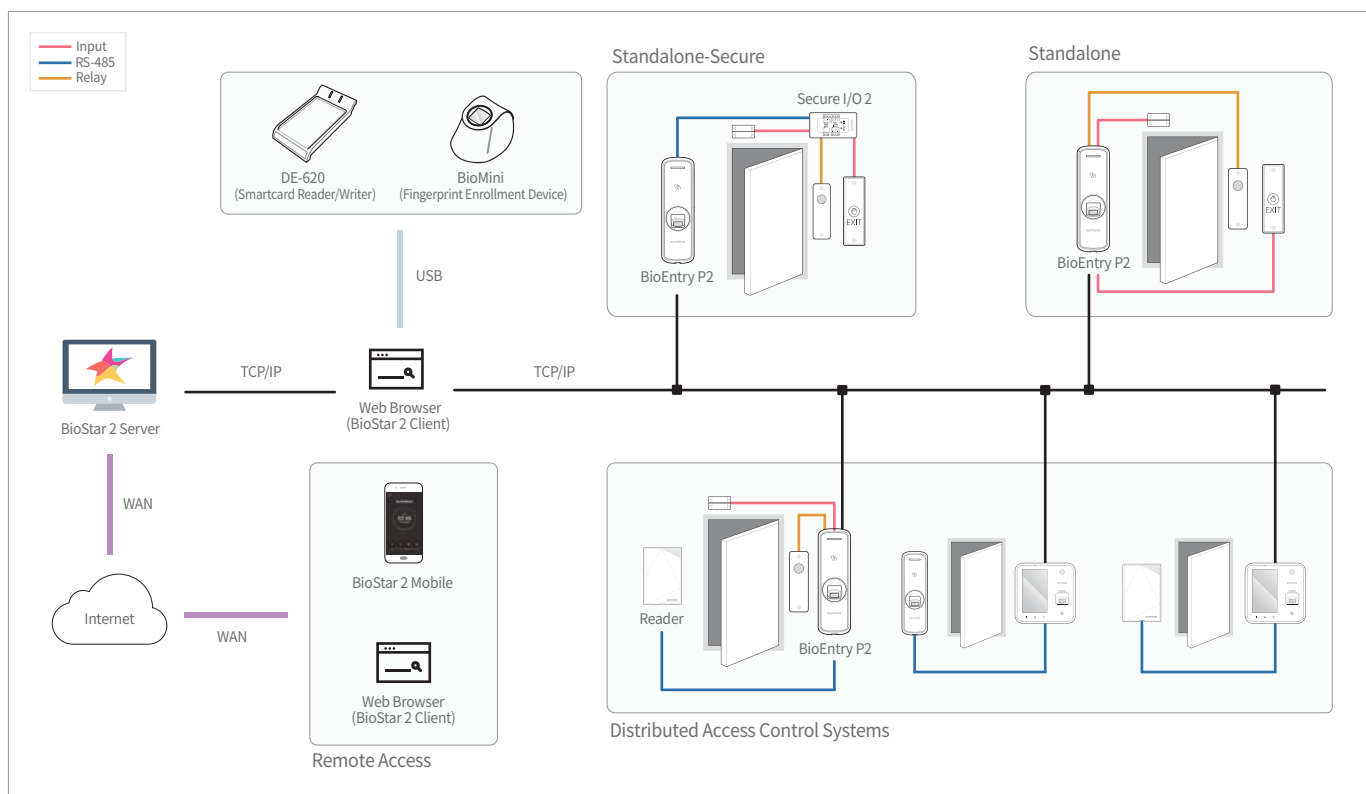 Input
RS-485
Relay
DE-620
(Smartcard Reader/Writer)
BioMini
(Fingerprint Enrollment Device)
USB
Standalone-Secure
Secure I/O 2
EXIT
BioEntry P2
Standalone
EXIT
BioEntry P2
BioStar 2 Server
TCP/IP
Web Browser
(BioStar 2 Client)
TCP/IP
WAN
Internet
WAN
BioStar 2 Mobile
Web Browser
(BioStar 2 Client)
Remote Access
Reader
BioEntry P2
Distributed Access Control Systems